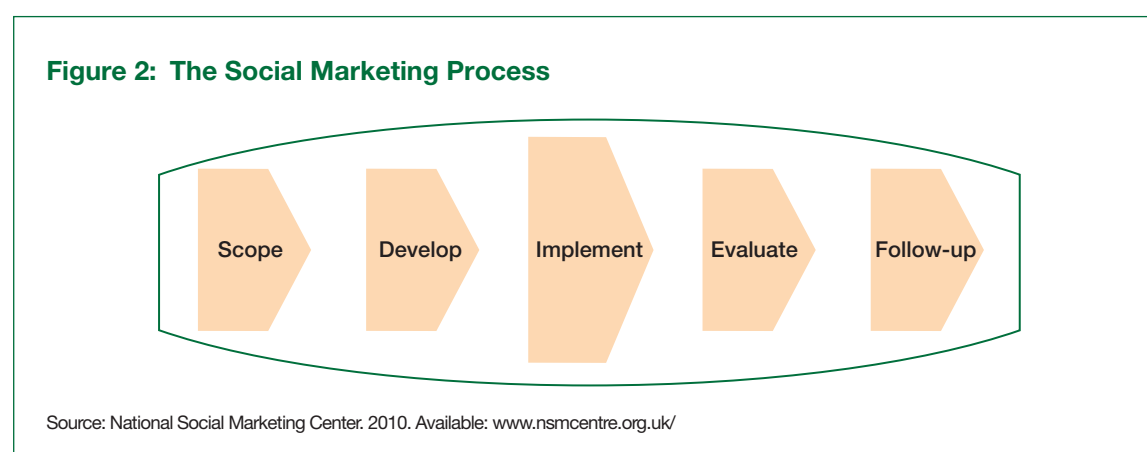 Figure 2: The Social Marketing Process
Scope Develop Implement Evaluate Follow-up
Source: National Social Marketing Center. 2010. Available: www.nsmcentre.org.uk/